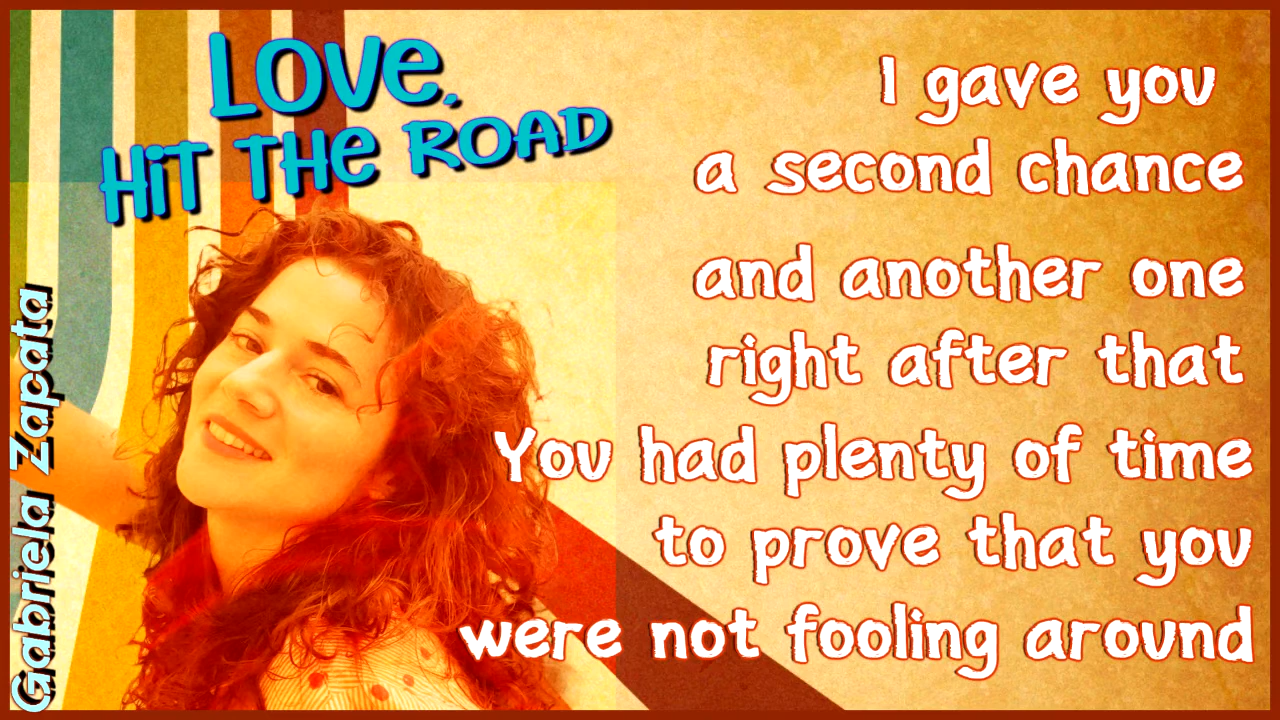 Love,
Hit the Road
I gave you
a second chance
and another one
right after that
You had plenty of time
to prove that you
were not fooling around
Gabriela Zapata